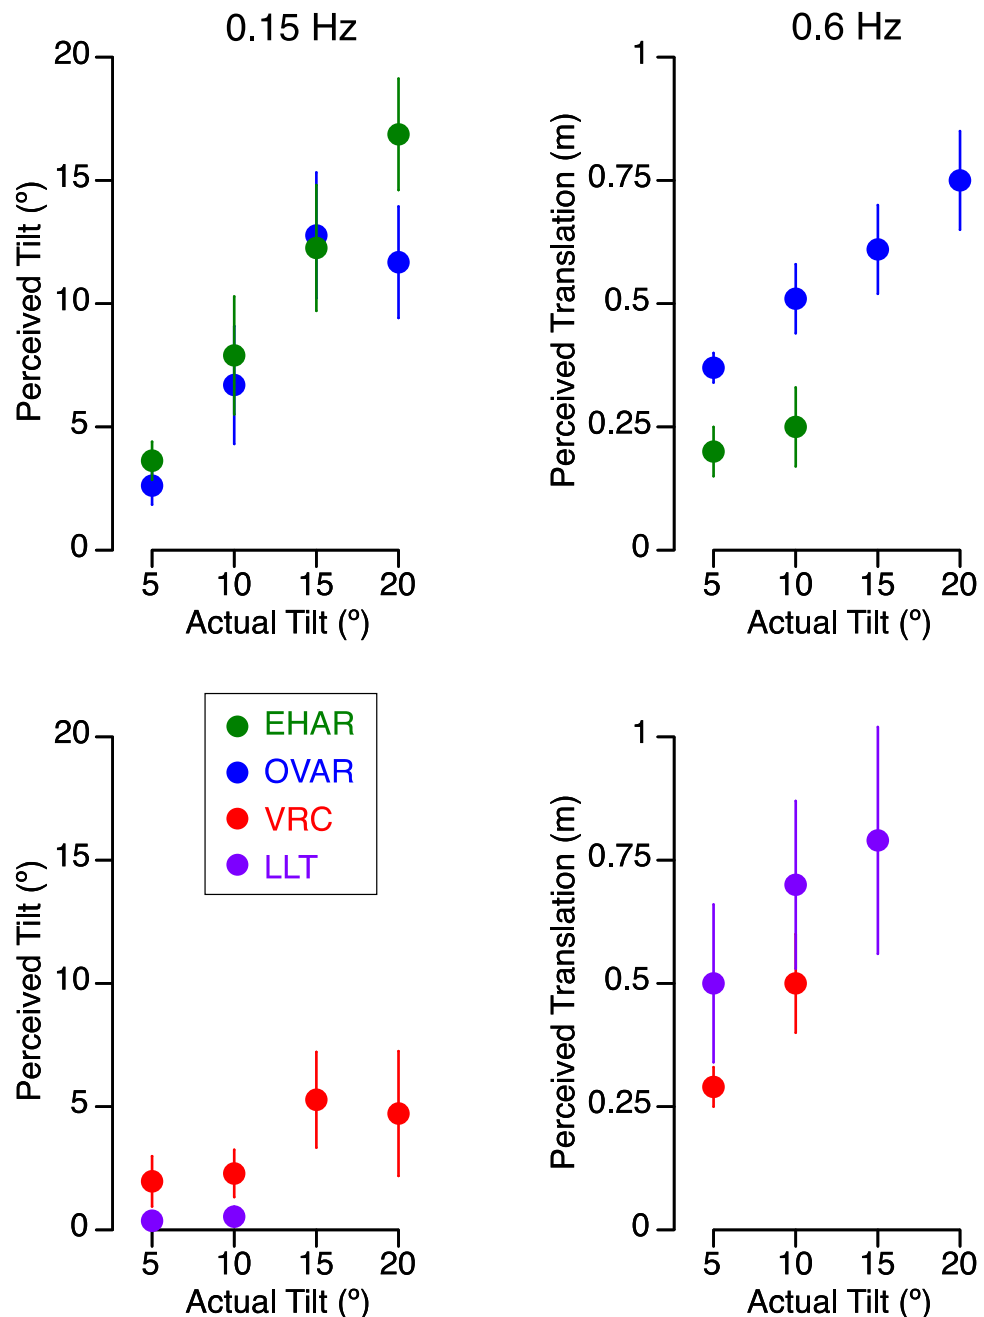 0.15 Hz
20
15
10
5
0
Perceived Tilt (º)
5 10 15 20
Actual Tilt (º)
0.6 Hz
1
0.75
0.5
0.25
0
Perceived Translation (m)
5 10 15 20
Actual Tilt (º)
EHAR
OVAR
VRC
LLT
20
15
10
5
0
Perceived Tilt (º)
5 10 15 20
Actual Tilt (º)
1
0.75
0.5
0.25
0
Perceived Translation (m)
5 10 15 20
Actual Tilt (º)